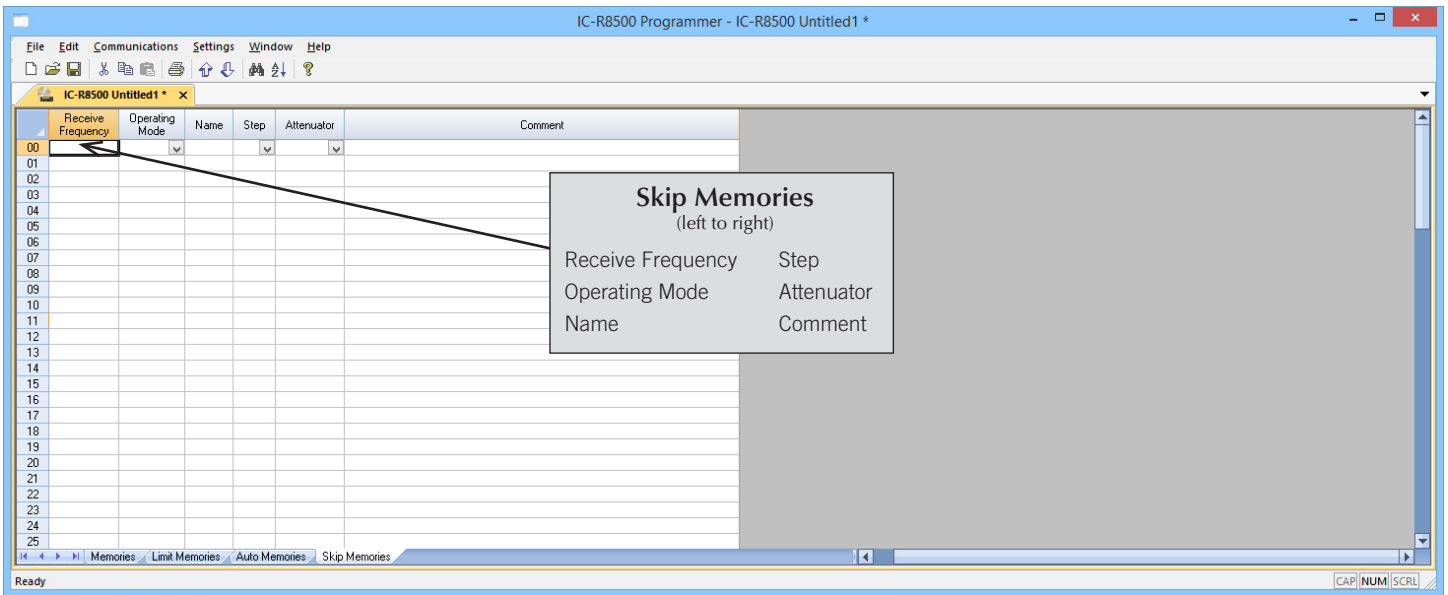 IC-R8500 Programmer - IC-R8500 Untitled1 *
File Edit Communications Settings Window Help
IC-R8500 Untitled1 *
Receive Frequency Operating Mode Name Step Attenuator Comment
00
01
02
03
04
05
06
07
08
09
10
11
12
13
14
15
16
17
18
19
20
21
22
23
24
25
Skip Memories
(left to right)
Receive Frequency Step
Operating Mode Attenuator
Name Comment
Memories Limit Memories Auto Memories Skip Memories
Ready CAP NUM SCRL